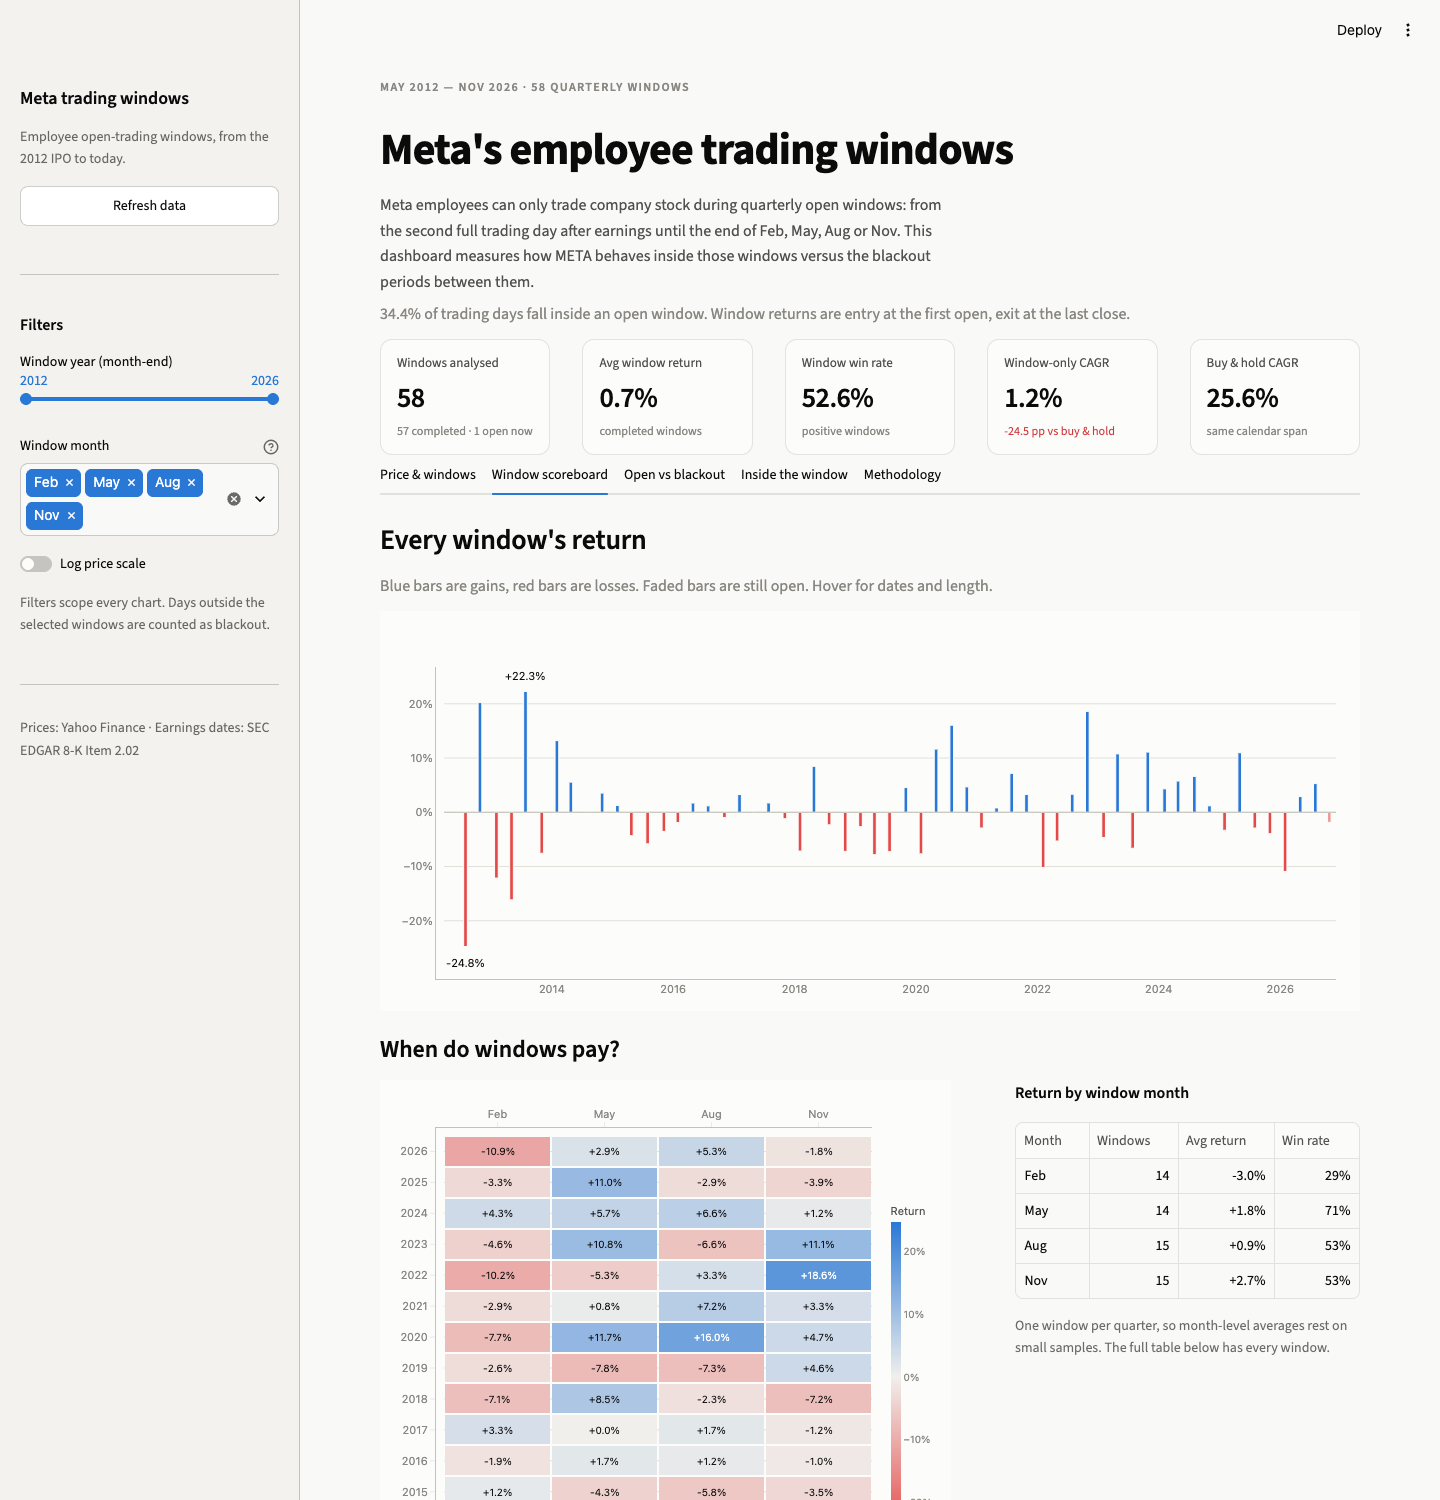 Deploy
Meta trading windows
Employee open-trading windows, from the
2012 IPO to today.
Refresh data
Filters
Window year (month-end)
2012 2026
Window month
Feb × May × Aug ×
Nov ×
Log price scale
Filters scope every chart. Days outside the
selected windows are counted as blackout.
Prices: Yahoo Finance · Earnings dates: SEC
EDGAR 8-K Item 2.02
MAY 2012 — NOV 2026 · 58 QUARTERLY WINDOWS
Meta's employee trading windows
Meta employees can only trade company stock during quarterly open windows: from
the second full trading day after earnings until the end of Feb, May, Aug or Nov. This
dashboard measures how META behaves inside those windows versus the blackout
periods between them.
34.4% of trading days fall inside an open window. Window returns are entry at the first open, exit at the last close.
Windows analysed
58
57 completed · 1 open now
Avg window return
0.7%
completed windows
Window win rate
52.6%
positive windows
Window-only CAGR
1.2%
-24.5 pp vs buy & hold
Buy & hold CAGR
25.6%
same calendar span
Price & windows Window scoreboard Open vs blackout Inside the window Methodology
Every window's return
Blue bars are gains, red bars are losses. Faded bars are still open. Hover for dates and length.
+22.3%
20%
10%
0%
−10%
−20%
-24.8%
2014 2016 2018 2020 2022 2024 2026
When do windows pay?
Feb May Aug Nov
2026 -10.9% +2.9% +5.3% -1.8%
2025 -3.3% +11.0% -2.9% -3.9%
2024 +4.3% +5.7% +6.6% +1.2%
2023 -4.6% +10.8% -6.6% +11.1%
2022 -10.2% -5.3% +3.3% +18.6%
2021 -2.9% +0.8% +7.2% +3.3%
2020 -7.7% +11.7% +16.0% +4.7%
2019 -2.6% -7.8% -7.3% +4.6%
2018 -7.1% +8.5% -2.3% -7.2%
2017 +3.3% +0.0% +1.7% -1.2%
2016 -1.9% +1.7% +1.2% -1.0%
2015 +1.2% -4.3% -5.8% -3.5%
Return
20%
10%
0%
−10%
Return by window month
Month Windows Avg return Win rate
Feb 14 -3.0% 29%
May 14 +1.8% 71%
Aug 15 +0.9% 53%
Nov 15 +2.7% 53%
One window per quarter, so month-level averages rest on
small samples. The full table below has every window.